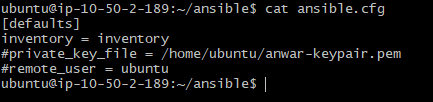 ubuntu@ip-10-50-2-189:~/ansible$ cat ansible.cfg
[defaults]
inventory = inventory
#private_key_file = /home/ubuntu/anwar-keypair.pem
#remote_user = ubuntu
ubuntu@ip-10-50-2-189:~/ansible$